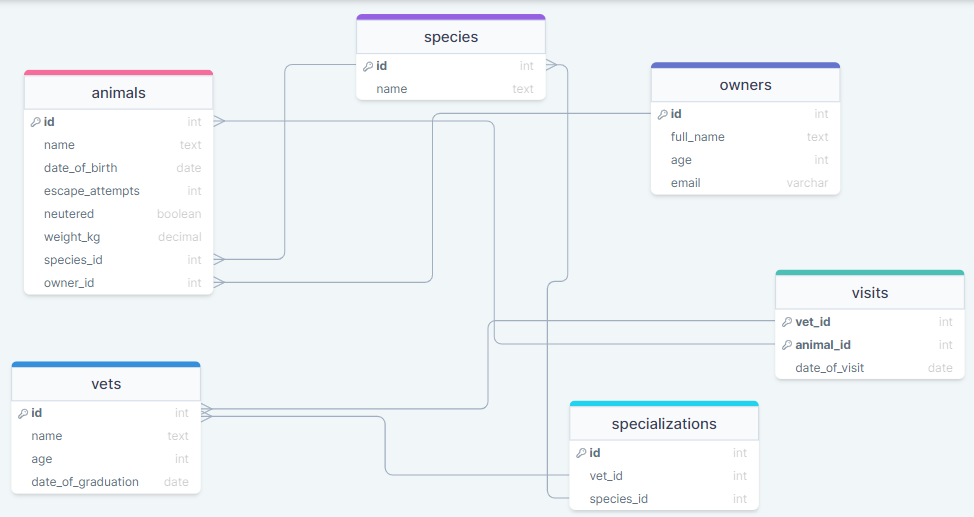 species
id int
name text
animals
id int
name text
date_of_birth date
escape_attempts int
neutered boolean
weight_kg decimal
species_id int
owner_id int
owners
id int
full_name text
age int
email varchar
visits
vet_id int
animal_id int
date_of_visit date
vets
id int
name text
age int
date_of_graduation date
specializations
id int
vet_id int
species_id int